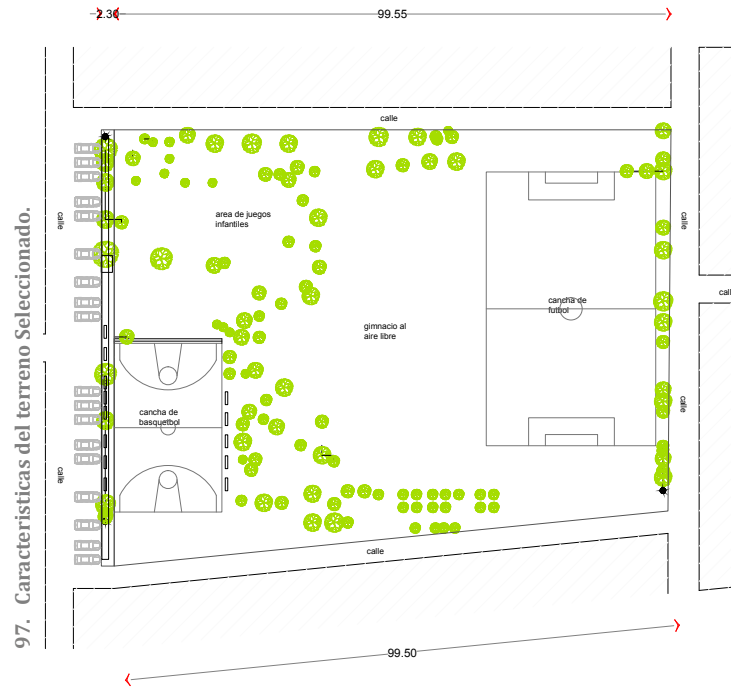 2.30
99.55
calle
calle
area de juegos
infantiles
calle
calle
gimnacio al
aire libre
cancha de
futbol
cancha de
basquetbol
calle
calle
calle
99.50
97. Caracteristicas del terreno Seleccionado.